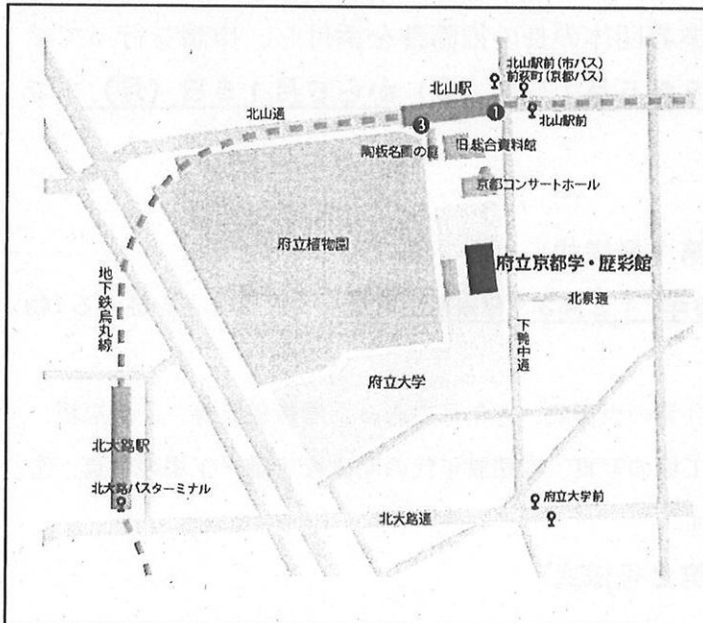 北山駅前(市バス)
前萩町(京都バス)
北山駅
北山通
1
3
北山駅前
陶板名画の庭
旧総合資料館
京都コンサートホール
府立植物園
府立京都学・歴彩館
地下鉄烏丸線
北泉通
下鴨中通
府立大学
北大路駅
北大路バスターミナル
府立大学前
北大路通